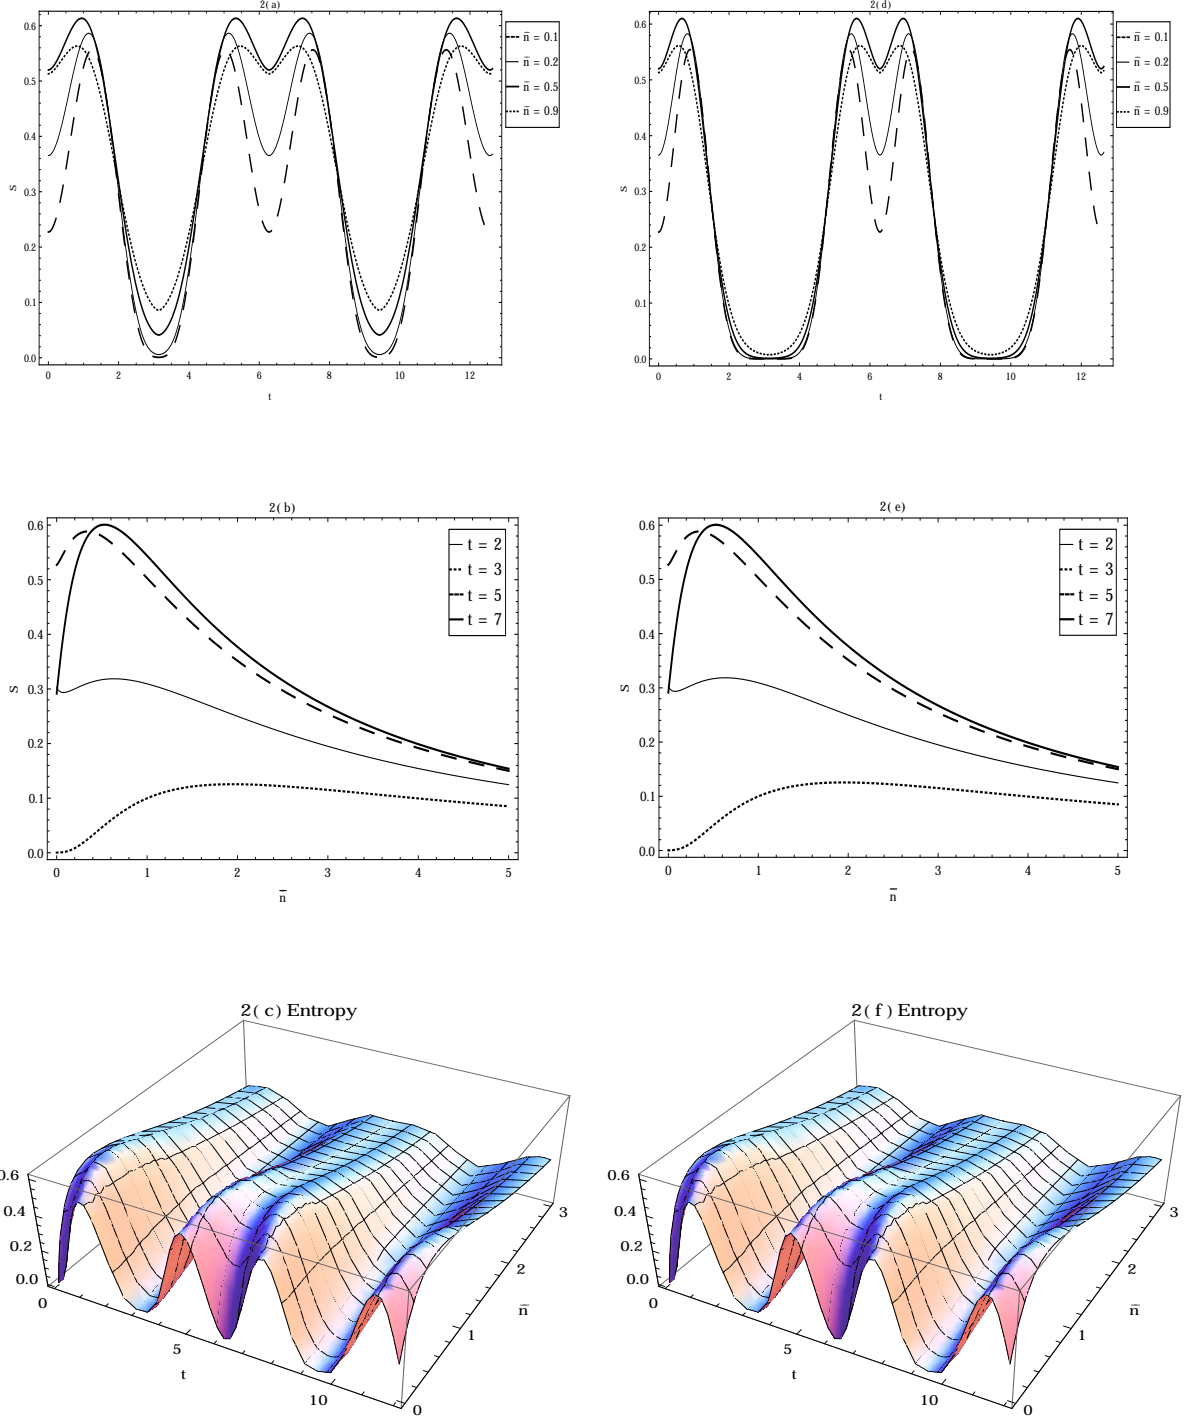 2(a)
0.6
0.5
0.4
0.3
0.2
0.1
0.0
S
0 2 4 6 8 10 12
t
n̄ = 0.1
n̄ = 0.2
n̄ = 0.5
n̄ = 0.9
2(d)
0.6
0.5
0.4
0.3
0.2
0.1
0.0
S
0 2 4 6 8 10 12
t
n̄ = 0.1
n̄ = 0.2
n̄ = 0.5
n̄ = 0.9
2(b)
0.6
0.5
0.4
0.3
0.2
0.1
0.0
S
0 1 2 3 4 5
n̄
t = 2
t = 3
t = 5
t = 7
2(e)
0.6
0.5
0.4
0.3
0.2
0.1
0.0
S
0 1 2 3 4 5
n̄
t = 2
t = 3
t = 5
t = 7
2(c) Entropy
0.6
0.4
0.2
0.0
0
5
10
t
0
1
2
3
n̄
2(f) Entropy
0.6
0.4
0.2
0.0
0
5
10
t
0
1
2
3
n̄